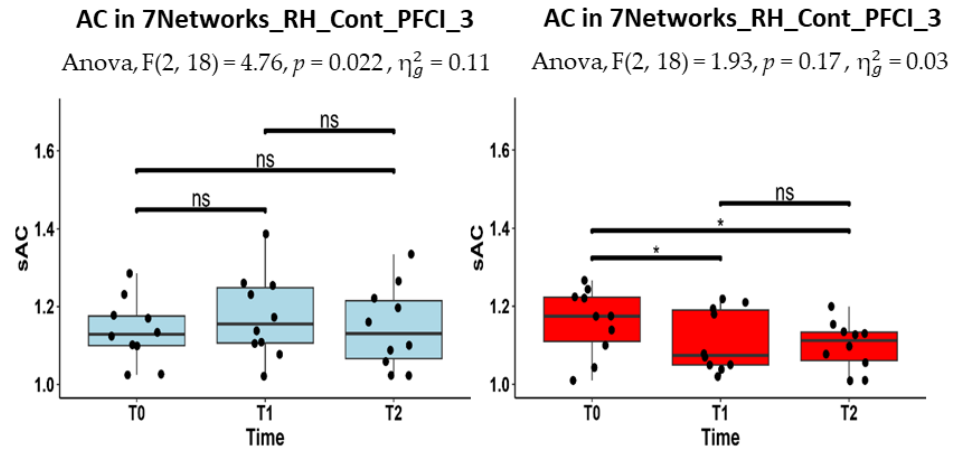 AC in 7Networks_RH_Cont_PFCI_3
Anova, F(2, 18) = 4.76, p = 0.022 , η²g = 0.11
ns
ns
ns
1.6
1.4
1.2
1.0
sAC
T0 T1 T2
Time
AC in 7Networks_RH_Cont_PFCI_3
Anova, F(2, 18) = 1.93, p = 0.17 , η²g = 0.03
ns
*
*
1.6
1.4
1.2
1.0
sAC
T0 T1 T2
Time